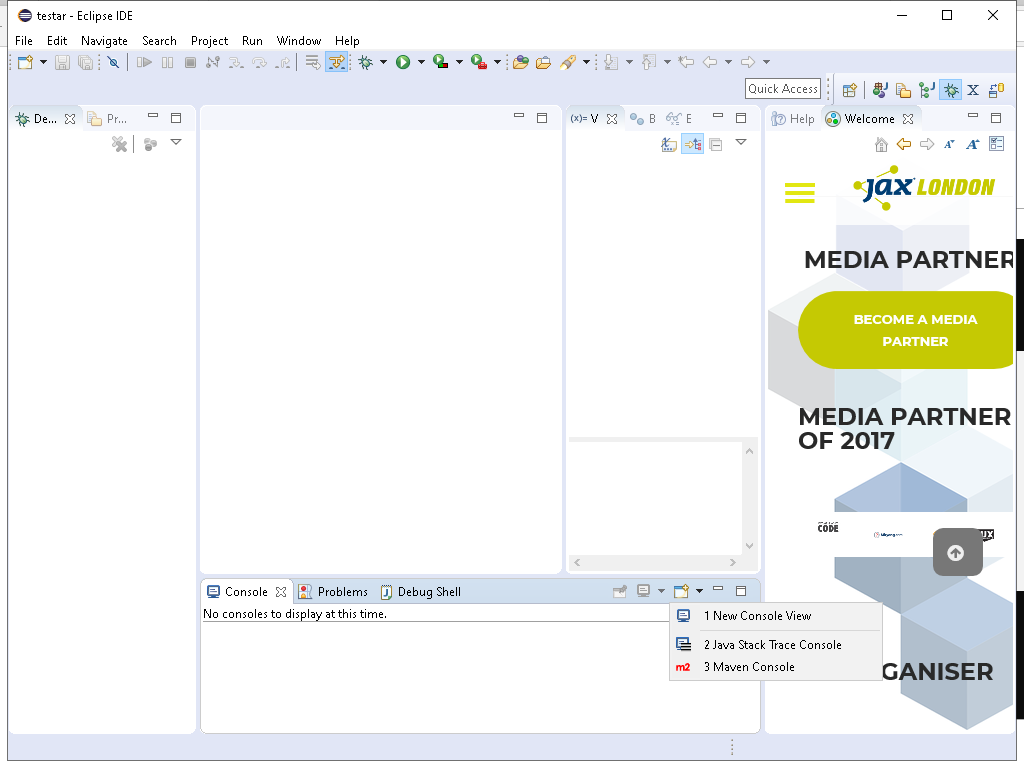 testar - Eclipse IDE
File Edit Navigate Search Project Run Window Help
Quick Access
De... Pr... (x)= V B E Help Welcome
jax LONDON
MEDIA PARTNER
BECOME A MEDIA
PARTNER
MEDIA PARTNER
OF 2017
CODE
Console Problems Debug Shell
No consoles to display at this time.
1 New Console View
2 Java Stack Trace Console
m2 3 Maven Console
GANISER